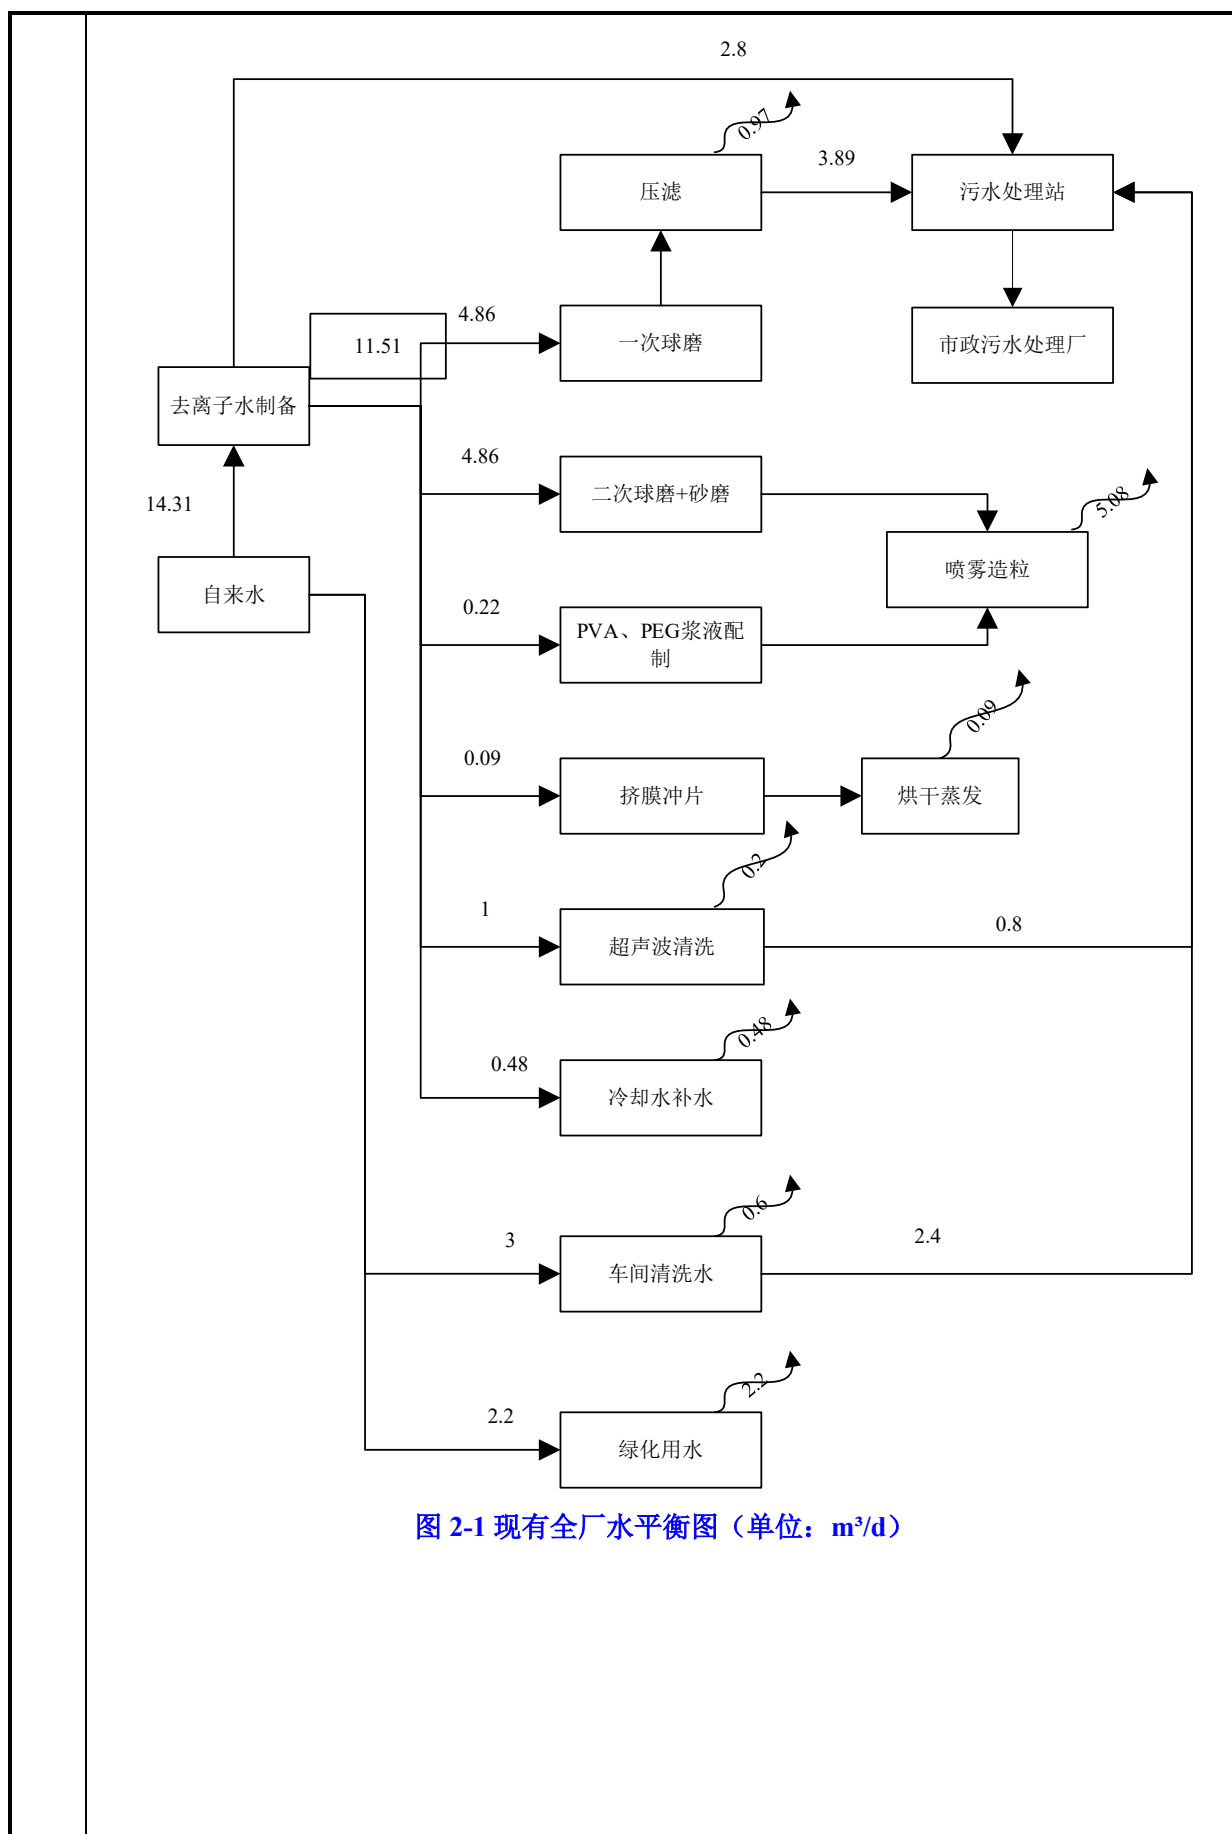 2.8
0.97
3.89
压滤
污水处理站
4.86
11.51
一次球磨
市政污水处理厂
去离子水制备
4.86
14.31
二次球磨+砂磨
5.08
喷雾造粒
自来水
0.22
PVA、PEG浆液配
制
0.09
0.09
挤膜冲片
烘干蒸发
0.2
1
0.8
超声波清洗
0.48
0.48
冷却水补水
0.6
3
2.4
车间清洗水
2.2
2.2
绿化用水
图 2-1 现有全厂水平衡图（单位：m³/d）